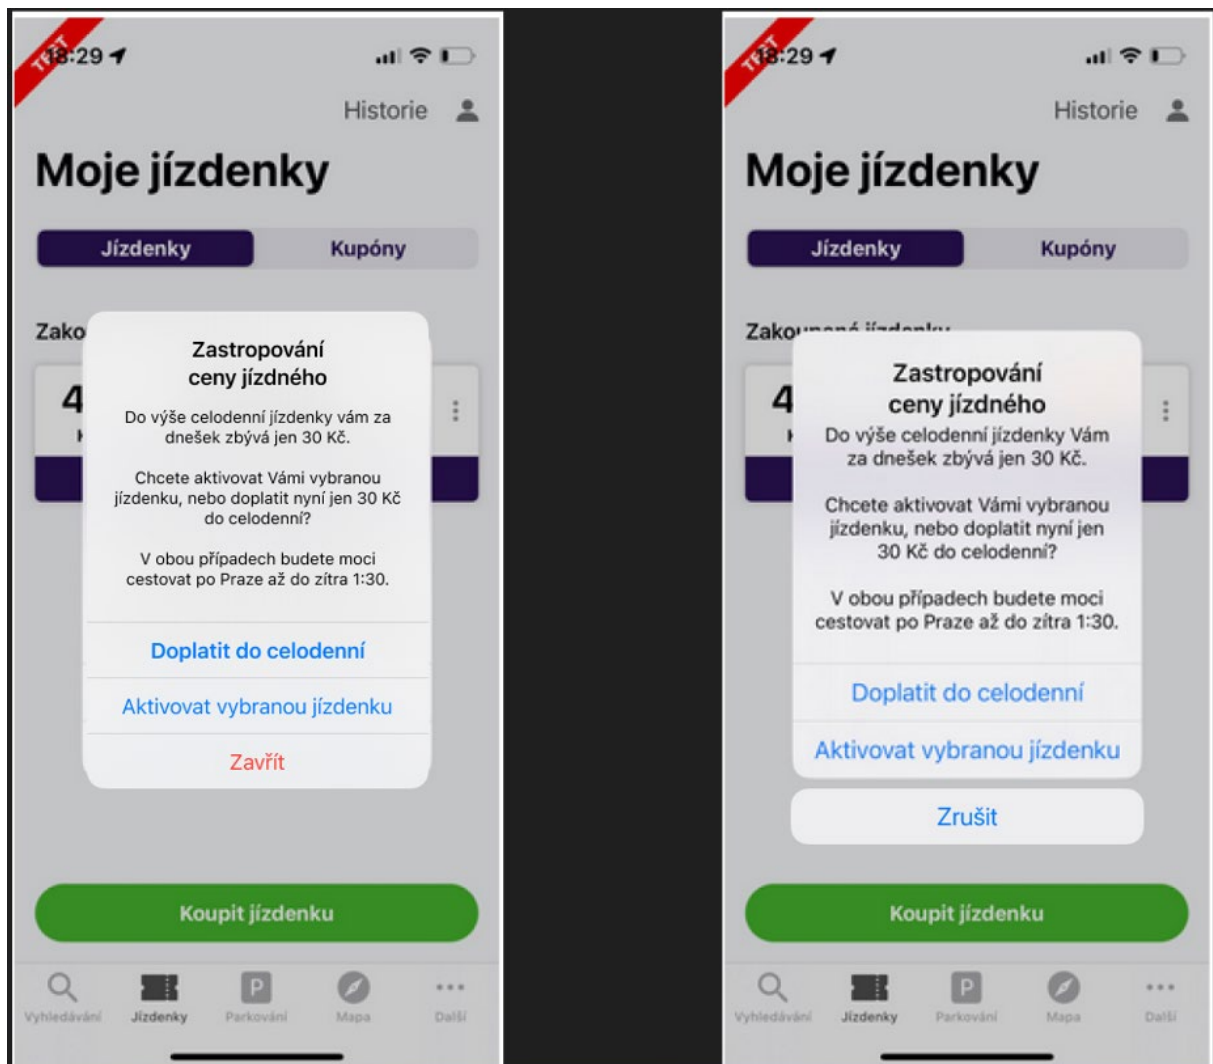 TEST
18:29
Historie
Moje jízdenky
Jízdenky
Kupóny
Zako
4
Zastropování
ceny jízdného
Do výše celodenní jízdenky vám za
dnešek zbývá jen 30 Kč.
Chcete aktivovat Vámi vybranou
jízdenku, nebo doplatit nyní jen 30 Kč
do celodenní?
V obou případech budete moci
cestovat po Praze až do zítra 1:30.
Doplatit do celodenní
Aktivovat vybranou jízdenku
Zavřít
Koupit jízdenku
Vyhledávání
Jízdenky
P
Parkování
Mapa
Další
TEST
18:29
Historie
Moje jízdenky
Jízdenky
Kupóny
Zakoupené jízdenky
4
Zastropování
ceny jízdného
Do výše celodenní jízdenky Vám
za dnešek zbývá jen 30 Kč.
Chcete aktivovat Vámi vybranou
jízdenku, nebo doplatit nyní jen
30 Kč do celodenní?
V obou případech budete moci
cestovat po Praze až do zítra 1:30.
Doplatit do celodenní
Aktivovat vybranou jízdenku
Zrušit
Koupit jízdenku
Vyhledávání
Jízdenky
P
Parkování
Mapa
Další